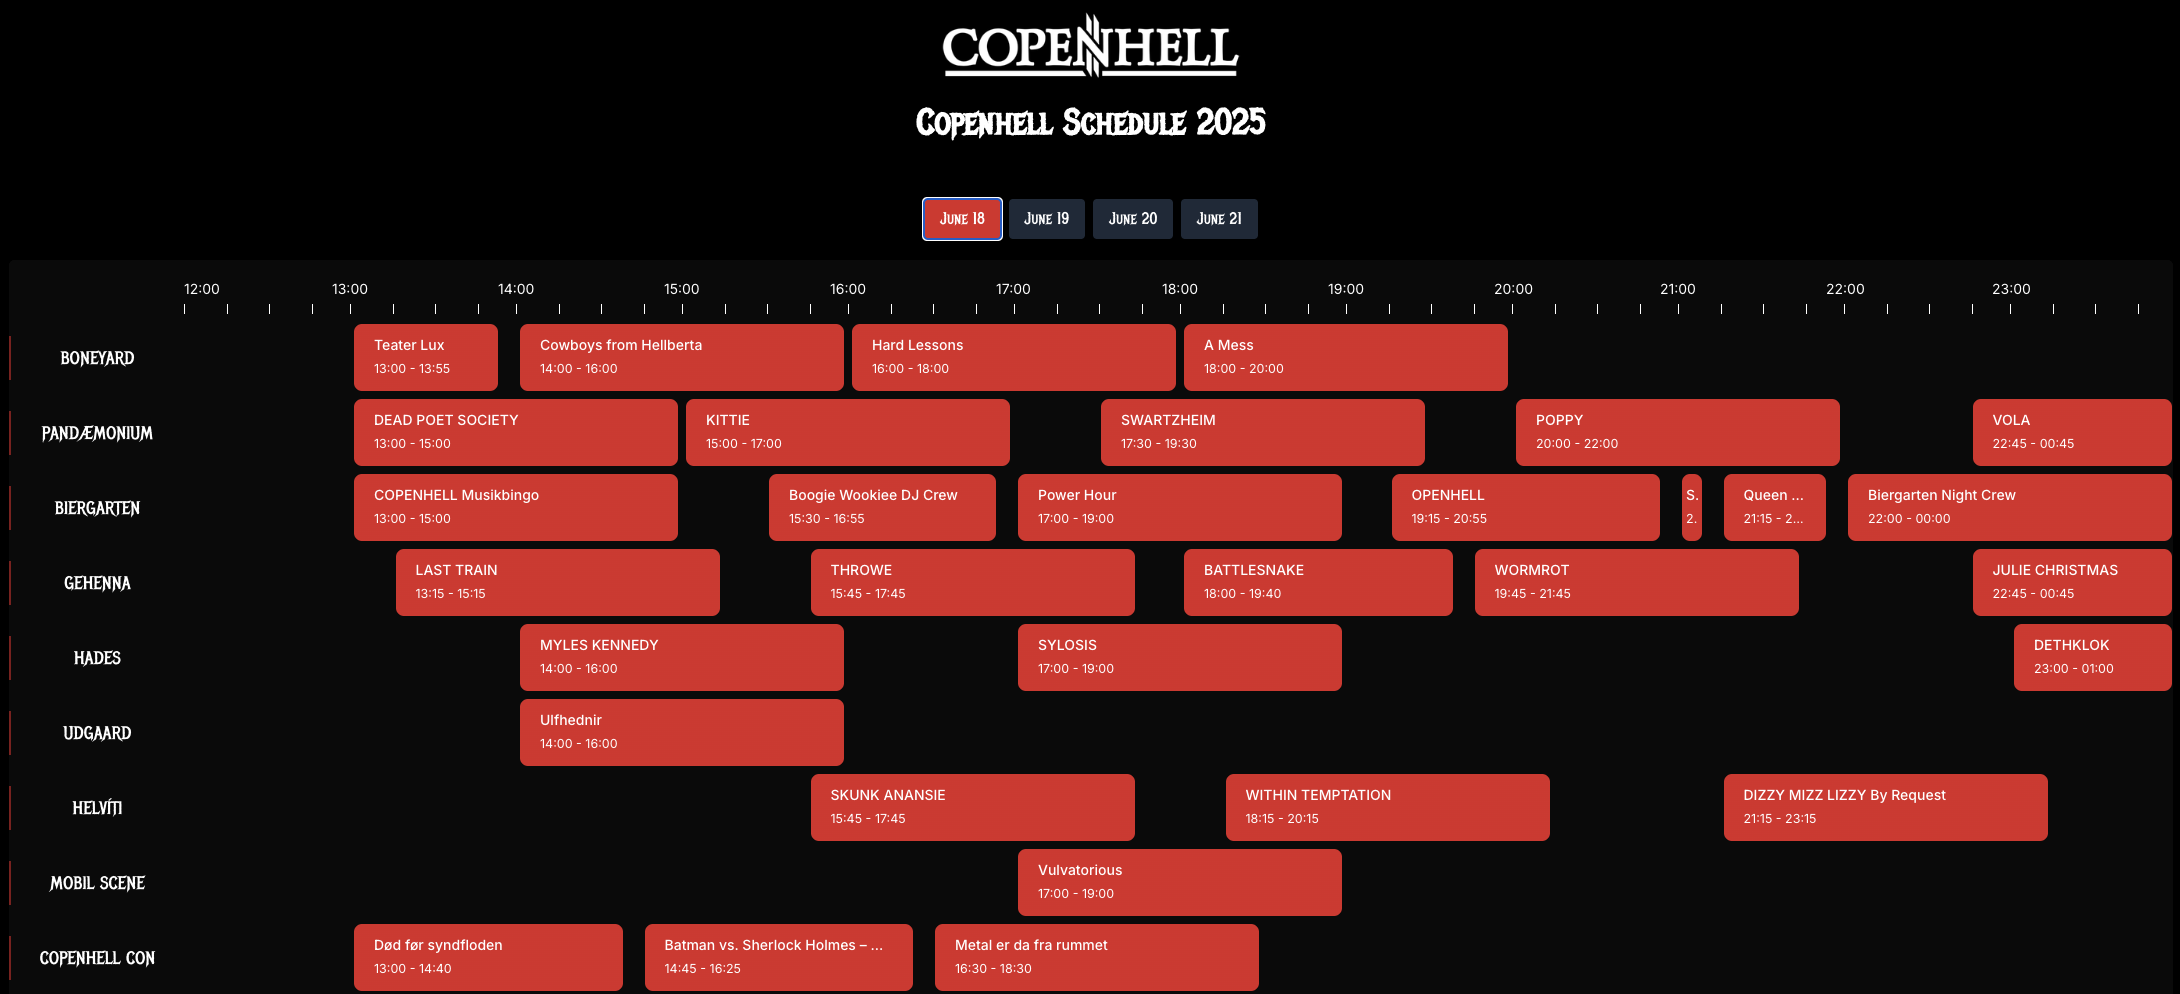 COPENHELL
Copenhell Schedule 2025
June 18 June 19 June 20 June 21
12:00 13:00 14:00 15:00 16:00 17:00 18:00 19:00 20:00 21:00 22:00 23:00
BONEYARD
Teater Lux
13:00 - 13:55
Cowboys from Hellberta
14:00 - 16:00
Hard Lessons
16:00 - 18:00
A Mess
18:00 - 20:00
PANDÆMONIUM
DEAD POET SOCIETY
13:00 - 15:00
KITTIE
15:00 - 17:00
SWARTZHEIM
17:30 - 19:30
POPPY
20:00 - 22:00
VOLA
22:45 - 00:45
BIERGARTEN
COPENHELL Musikbingo
13:00 - 15:00
Boogie Wookiee DJ Crew
15:30 - 16:55
Power Hour
17:00 - 19:00
OPENHELL
19:15 - 20:55
S.
2.
Queen ...
21:15 - 2...
Biergarten Night Crew
22:00 - 00:00
GEHENNA
LAST TRAIN
13:15 - 15:15
THROWE
15:45 - 17:45
BATTLESNAKE
18:00 - 19:40
WORMROT
19:45 - 21:45
JULIE CHRISTMAS
22:45 - 00:45
HADES
MYLES KENNEDY
14:00 - 16:00
SYLOSIS
17:00 - 19:00
DETHKLOK
23:00 - 01:00
UDGAARD
Ulfhednir
14:00 - 16:00
HELVÍTI
SKUNK ANANSIE
15:45 - 17:45
WITHIN TEMPTATION
18:15 - 20:15
DIZZY MIZZ LIZZY By Request
21:15 - 23:15
MOBIL SCENE
Vulvatorious
17:00 - 19:00
COPENHELL CON
Død før syndfloden
13:00 - 14:40
Batman vs. Sherlock Holmes – ...
14:45 - 16:25
Metal er da fra rummet
16:30 - 18:30